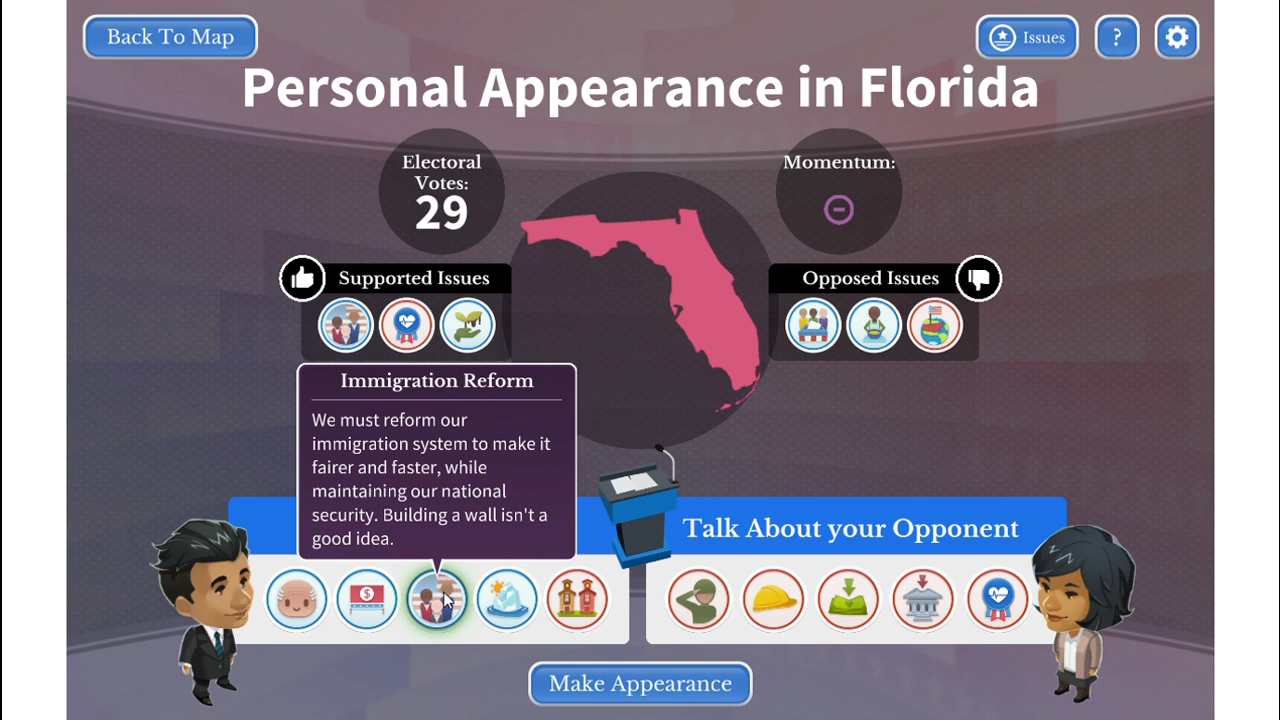 Back To Map
Issues
?
Personal Appearance in Florida
Electoral
Votes:
29
Momentum:
Supported Issues
Opposed Issues
Immigration Reform
We must reform our
immigration system to make it
fairer and faster, while
maintaining our national
security. Building a wall isn't a
good idea.
Talk About your Opponent
$
Make Appearance